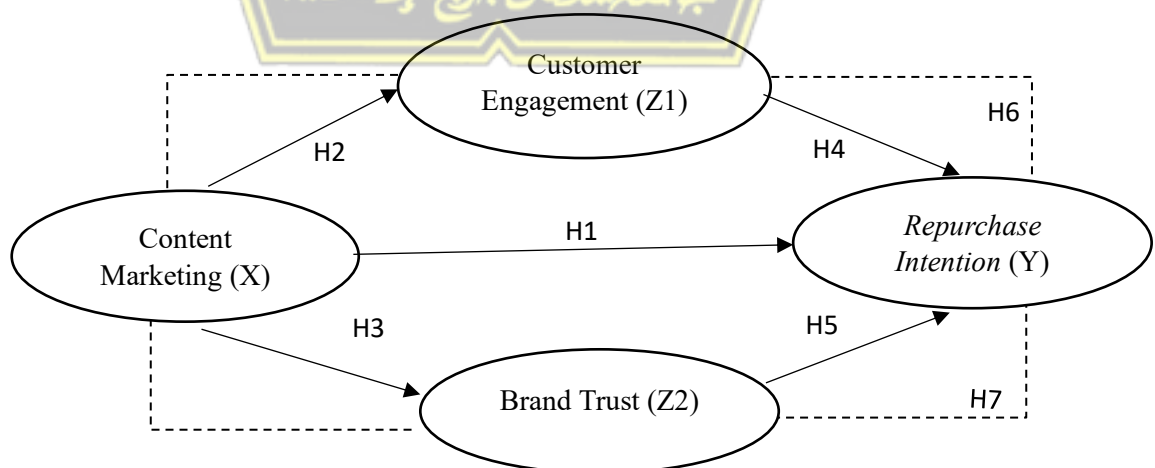 Customer
Engagement (Z1)
H6
H2
H4
Content
Marketing (X)
H1
Repurchase
Intention (Y)
H3
H5
Brand Trust (Z2)
H7